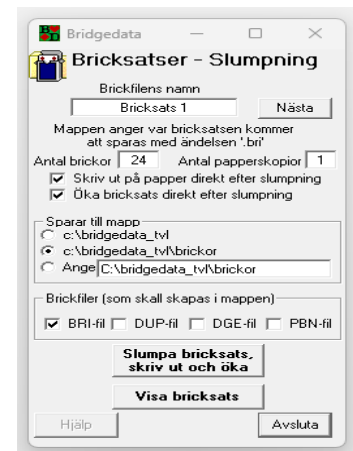 Bridgedata
Bricksatser - Slumpning
Brickfilens namn
Bricksats 1 Nästa
Mappen anger var bricksatsen kommer
att sparas med ändelsen '.bri'
Antal brickor 24 Antal papperskopior 1
Skriv ut på papper direkt efter slumpning
Öka bricksats direkt efter slumpning
Sparar till mapp
c:\bridgedata_tvl
c:\bridgedata_tvl\brickor
Ange C:\bridgedata_tvl\brickor
Brickfiler (som skall skapas i mappen)
BRI-fil DUP-fil DGE-fil PBN-fil
Slumpa bricksats,
skriv ut och öka
Visa bricksats
Hjälp Avsluta